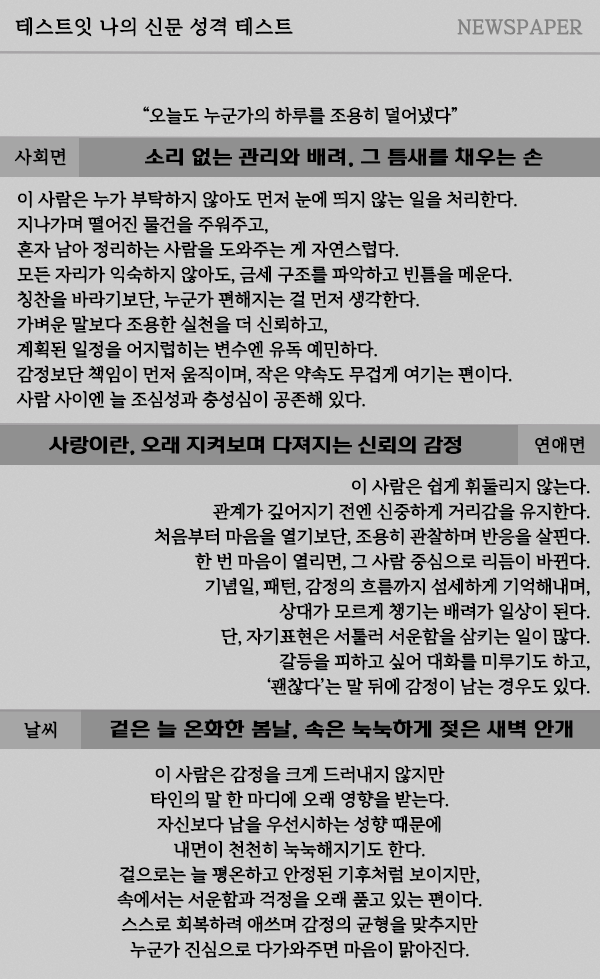 테스트잇 나의 신문 성격 테스트
NEWSPAPER
“오늘도 누군가의 하루를 조용히 덜어냈다”
사회면
소리 없는 관리와 배려, 그 틈새를 채우는 손
이 사람은 누가 부탁하지 않아도 먼저 눈에 띄지 않는 일을 처리한다.
지나가며 떨어진 물건을 주워주고,
혼자 남아 정리하는 사람을 도와주는 게 자연스럽다.
모든 자리가 익숙하지 않아도, 금세 구조를 파악하고 빈틈을 메운다.
칭찬을 바라기보단, 누군가 편해지는 걸 먼저 생각한다.
가벼운 말보다 조용한 실천을 더 신뢰하고,
계획된 일정을 어지럽히는 변수엔 유독 예민하다.
감정보단 책임이 먼저 움직이며, 작은 약속도 무겁게 여기는 편이다.
사람 사이엔 늘 조심성과 충성심이 공존해 있다.
사랑이란, 오래 지켜보며 다져지는 신뢰의 감정
연애면
이 사람은 쉽게 휘둘리지 않는다.
관계가 깊어지기 전엔 신중하게 거리감을 유지한다.
처음부터 마음을 열기보단, 조용히 관찰하며 반응을 살핀다.
한 번 마음이 열리면, 그 사람 중심으로 리듬이 바뀐다.
기념일, 패턴, 감정의 흐름까지 섬세하게 기억해내며,
상대가 모르게 챙기는 배려가 일상이 된다.
단, 자기표현은 서툴러 서운함을 삼키는 일이 많다.
갈등을 피하고 싶어 대화를 미루기도 하고,
‘괜찮다’는 말 뒤에 감정이 남는 경우도 있다.
날씨
겉은 늘 온화한 봄날, 속은 눅눅하게 젖은 새벽 안개
이 사람은 감정을 크게 드러내지 않지만
타인의 말 한 마디에 오래 영향을 받는다.
자신보다 남을 우선시하는 성향 때문에
내면이 천천히 눅눅해지기도 한다.
겉으로는 늘 평온하고 안정된 기후처럼 보이지만,
속에서는 서운함과 걱정을 오래 품고 있는 편이다.
스스로 회복하려 애쓰며 감정의 균형을 맞추지만
누군가 진심으로 다가와주면 마음이 맑아진다.